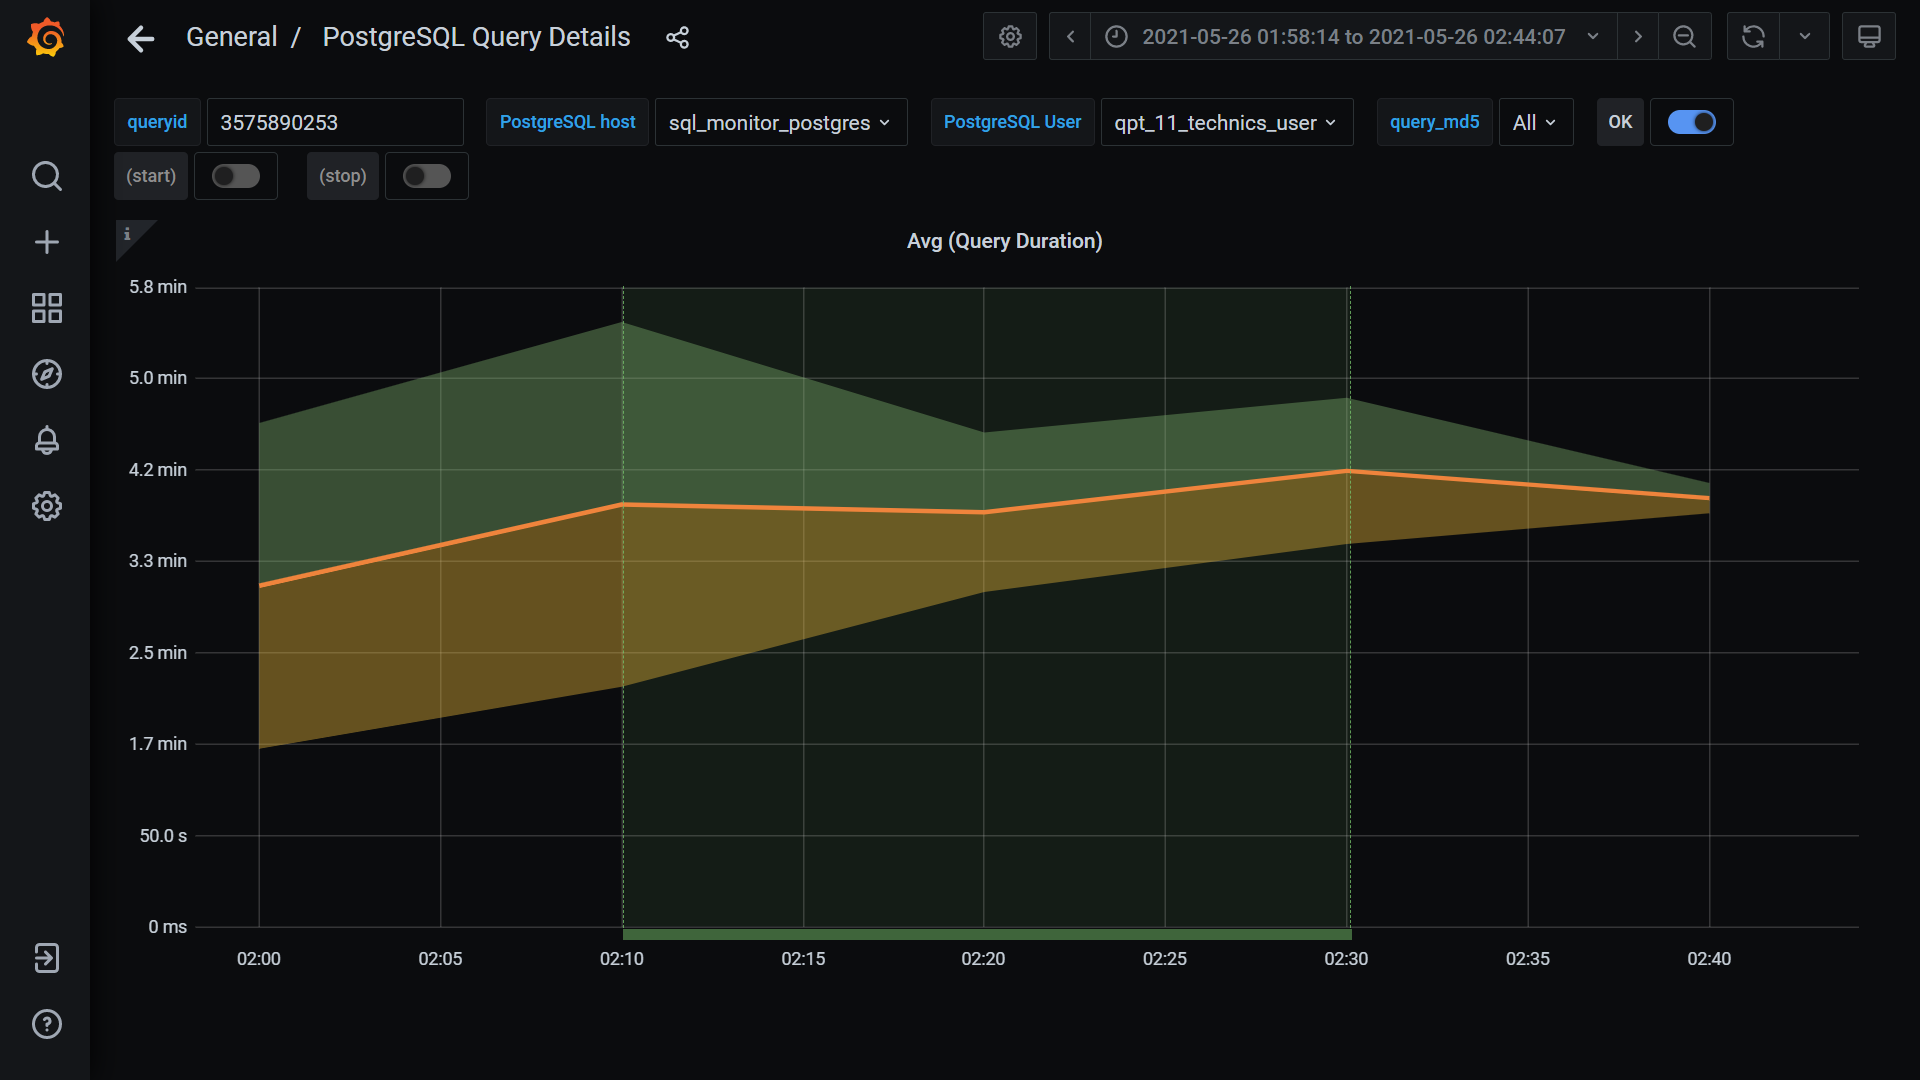 General / PostgreSQL Query Details
2021-05-26 01:58:14 to 2021-05-26 02:44:07
queryid 3575890253 PostgreSQL host sql_monitor_postgres PostgreSQL User qpt_11_technics_user query_md5 All OK
(start) (stop)
i
Avg (Query Duration)
5.8 min
5.0 min
4.2 min
3.3 min
2.5 min
1.7 min
50.0 s
0 ms
02:00 02:05 02:10 02:15 02:20 02:25 02:30 02:35 02:40